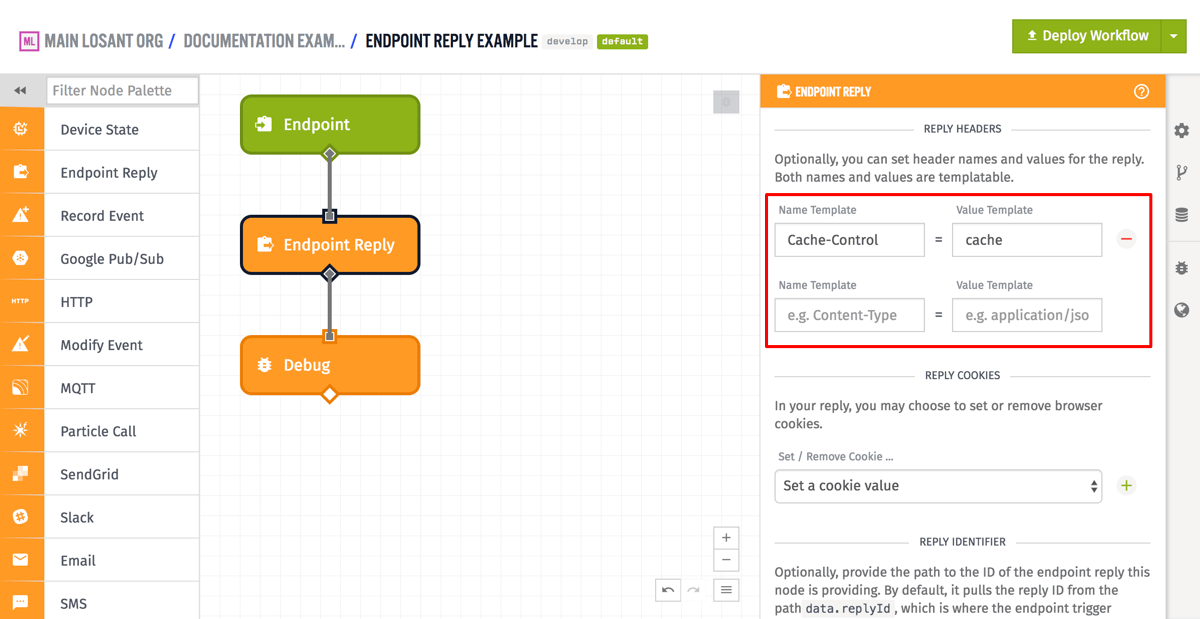 ML MAIN LOSANT ORG / DOCUMENTATION EXAM... / ENDPOINT REPLY EXAMPLE develop default
Deploy Workflow
Filter Node Palette
Device State
Endpoint Reply
Record Event
Google Pub/Sub
HTTP HTTP
Modify Event
MQTT
Particle Call
SendGrid
Slack
Email
SMS
Endpoint
Endpoint Reply
Debug
ENDPOINT REPLY
REPLY HEADERS
Optionally, you can set header names and values for the reply.
Both names and values are templatable.
Name Template Value Template
Cache-Control = cache
Name Template Value Template
e.g. Content-Type = e.g. application/jso
REPLY COOKIES
In your reply, you may choose to set or remove browser
cookies.
Set / Remove Cookie ...
Set a cookie value
REPLY IDENTIFIER
Optionally, provide the path to the ID of the endpoint reply this
node is providing. By default, it pulls the reply ID from the
path data.replyId, which is where the endpoint trigger